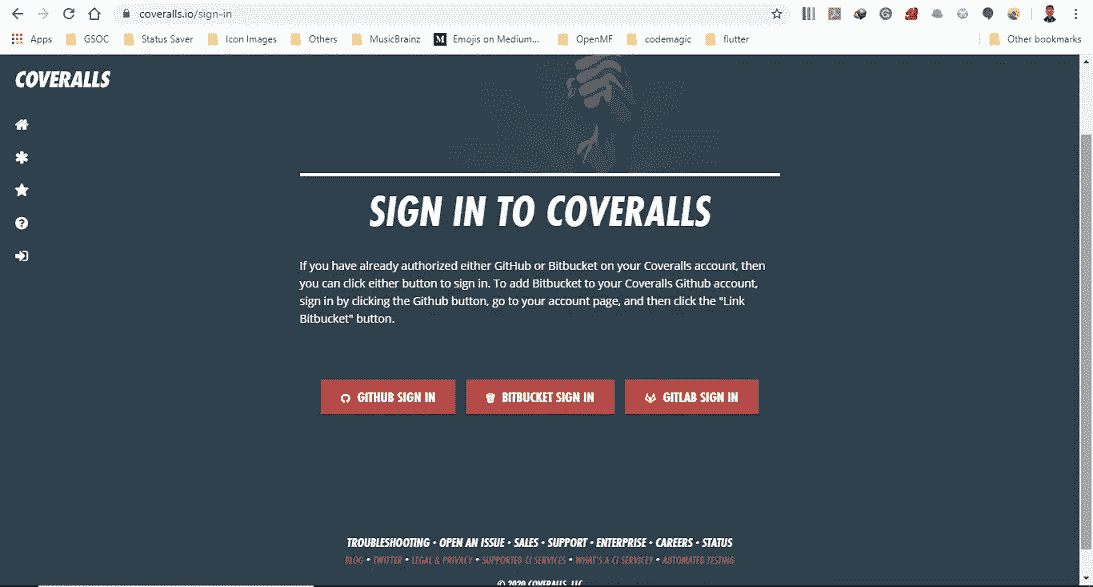 coveralls.io/sign-in
Apps GSOC Status Saver Icon Images Others MusicBrainz M Emojis on Medium... OpenMF codemagic flutter Other bookmarks
COVERALLS
SIGN IN TO COVERALLS
If you have already authorized either GitHub or Bitbucket on your Coveralls account, then
you can click either button to sign in. To add Bitbucket to your Coveralls Github account,
sign in by clicking the Github button, go to your account page, and then click the "Link
Bitbucket" button.
GITHUB SIGN IN BITBUCKET SIGN IN GITLAB SIGN IN
TROUBLESHOOTING • OPEN AN ISSUE • SALES • SUPPORT • ENTERPRISE • CAREERS • STATUS
BLOG • TWITTER • LEGAL & PRIVACY • SUPPORTED CI SERVICES • WHAT'S A CI SERVICE? • AUTOMATED TESTING
© 2020 COVERALLS, LLC